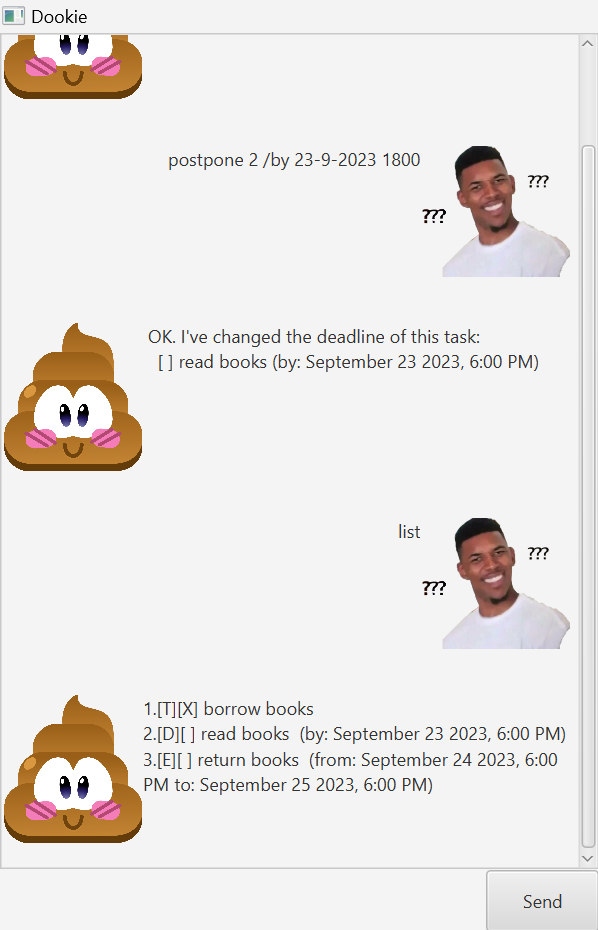 Dookie
postpone 2 /by 23-9-2023 1800
???
???
OK. I've changed the deadline of this task:
[ ] read books (by: September 23 2023, 6:00 PM)
list
???
???
1.[T][X] borrow books
2.[D][ ] read books  (by: September 23 2023, 6:00 PM)
3.[E][ ] return books  (from: September 24 2023, 6:00
PM to: September 25 2023, 6:00 PM)
Send